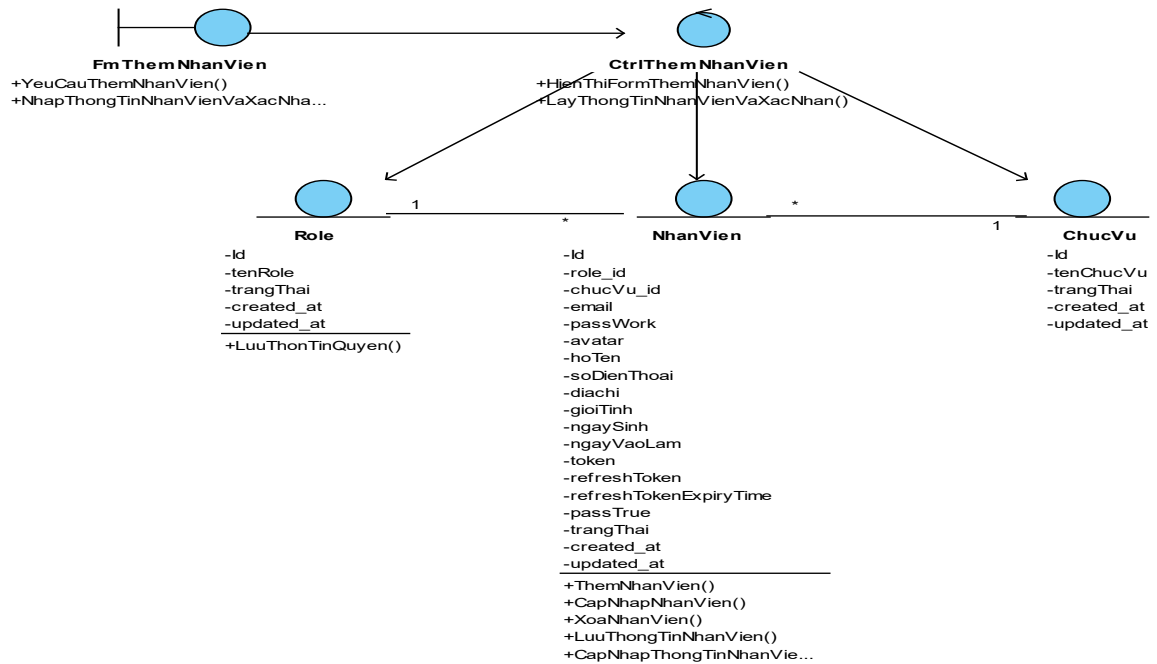 FmThemNhanVien
+YeuCauThemNhanVien()
+NhapThongTinNhanVienVaXacNha...
CtrlThemNhanVien
+HienThiFormThemNhanVien()
+LayThongTinNhanVienVaXacNhan()
1
*
*
1
Role
-Id
-tenRole
-trangThai
-created_at
-updated_at
+LuuThonTinQuyen()
NhanVien
-Id
-role_id
-chucVu_id
-email
-passWork
-avatar
-hoTen
-soDienThoai
-diachi
-gioiTinh
-ngaySinh
-ngayVaoLam
-token
-refreshToken
-refreshTokenExpiryTime
-passTrue
-trangThai
-created_at
-updated_at
+ThemNhanVien()
+CapNhapNhanVien()
+XoaNhanVien()
+LuuThongTinNhanVien()
+CapNhapThongTinNhanVie...
ChucVu
-Id
-tenChucVu
-trangThai
-created_at
-updated_at